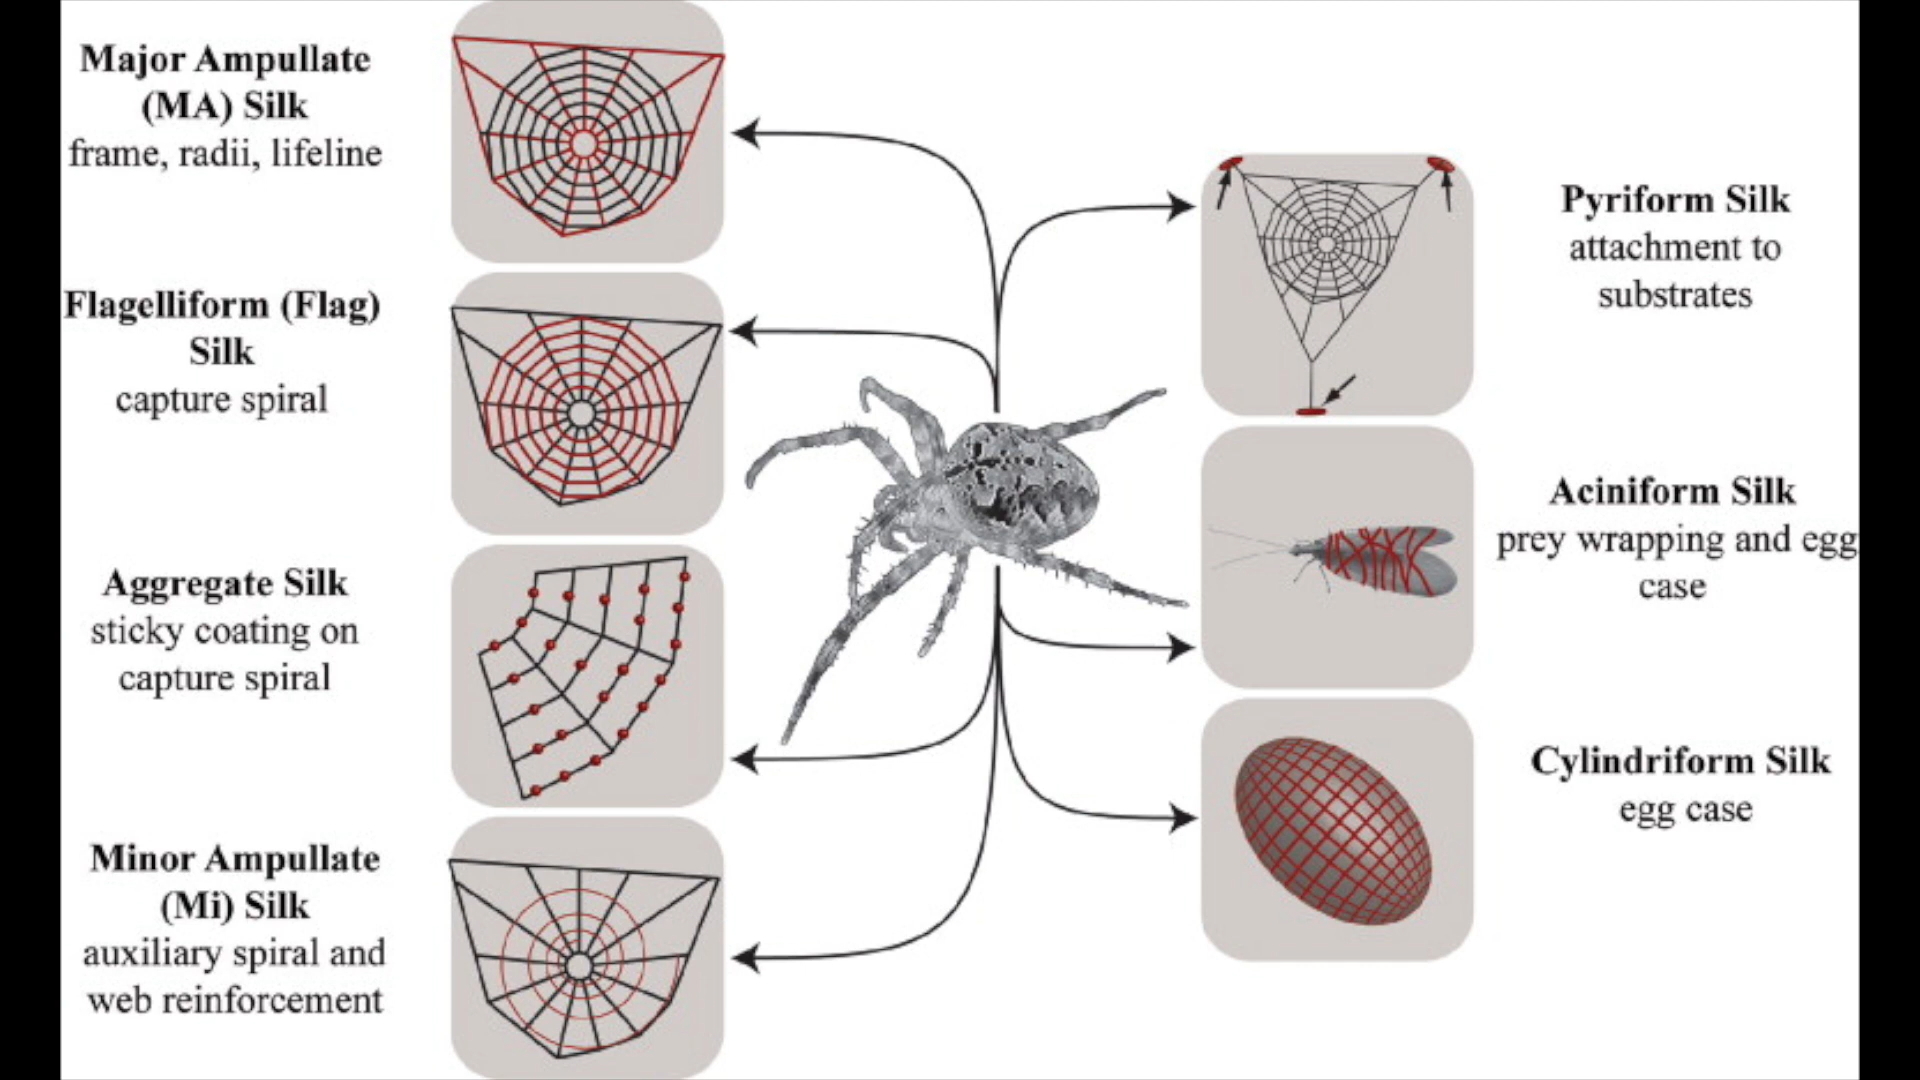 Major Ampullate
(MA) Silk
frame, radii, lifeline
Flagelliform (Flag)
Silk
capture spiral
Aggregate Silk
sticky coating on
capture spiral
Minor Ampullate
(Mi) Silk
auxiliary spiral and
web reinforcement
Pyriform Silk
attachment to
substrates
Aciniform Silk
prey wrapping and egg
case
Cylindriform Silk
egg case